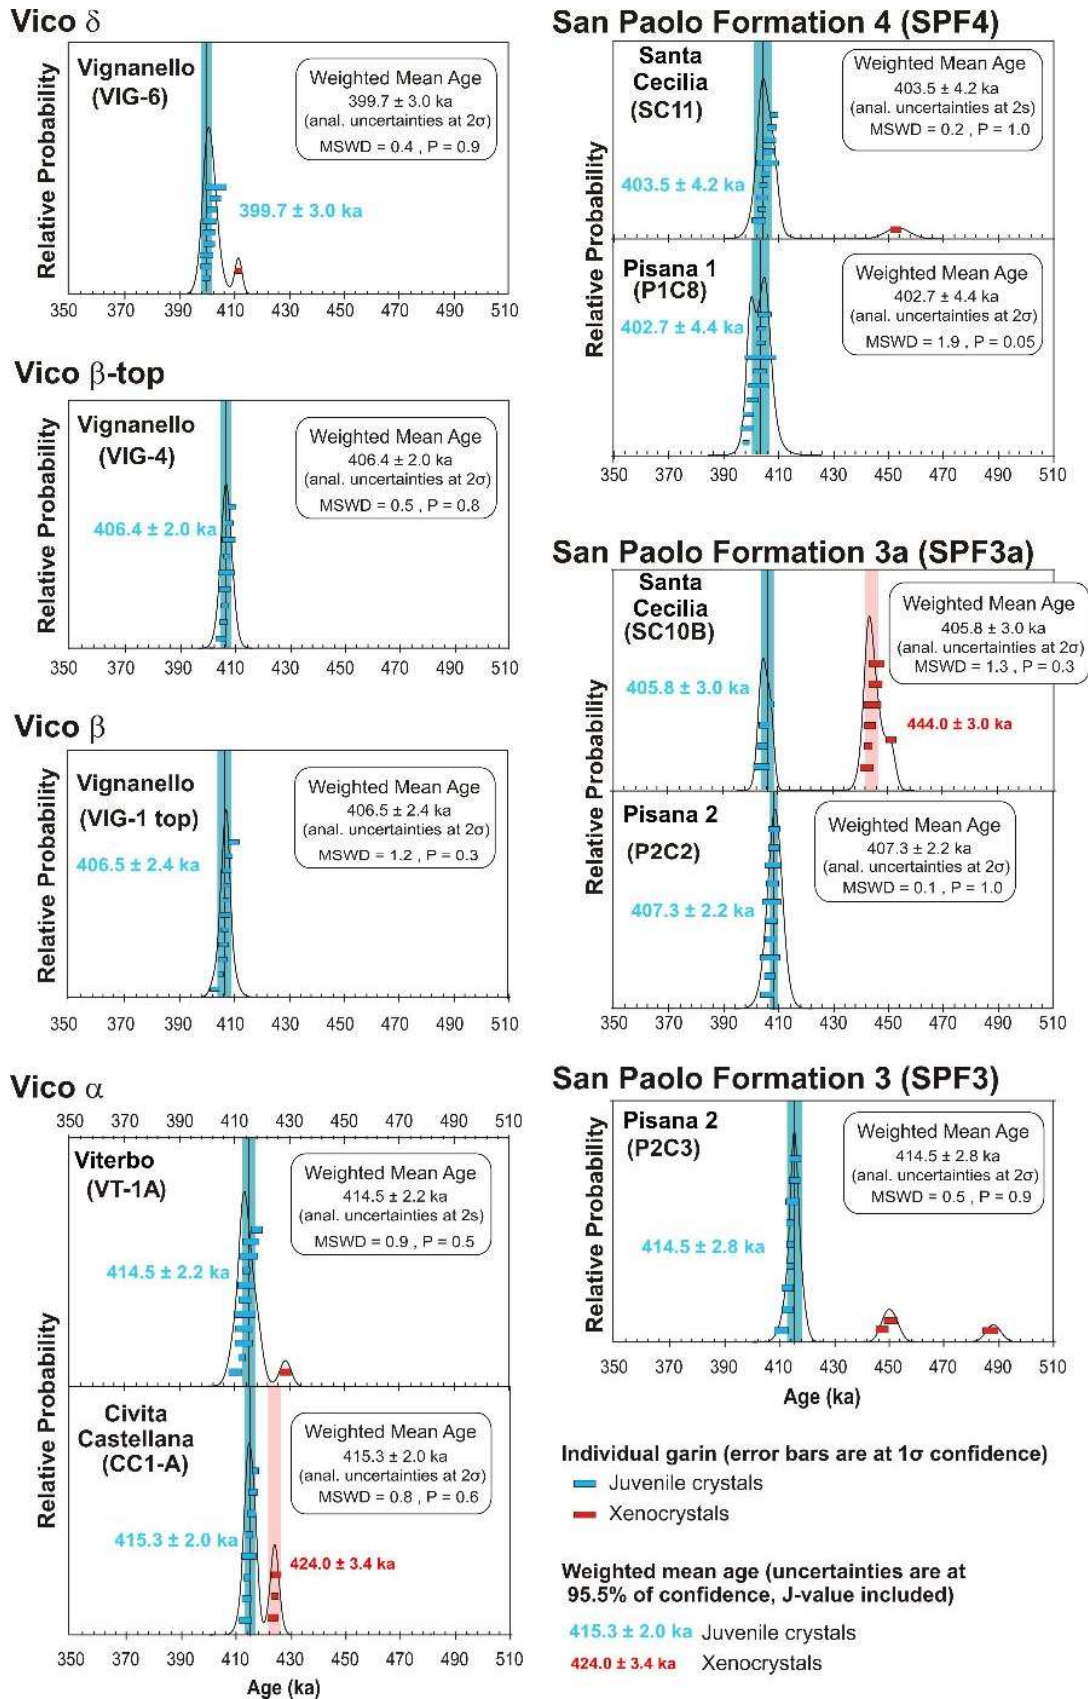 Vico δ
Vignanello
(VIG-6)
Weighted Mean Age
399.7 ± 3.0 ka
(anal. uncertainties at 2σ)
MSWD = 0.4 , P = 0.9
399.7 ± 3.0 ka
Relative Probability
350 370 390 410 430 450 470 490 510
Vico β-top
Vignanello
(VIG-4)
Weighted Mean Age
406.4 ± 2.0 ka
(anal. uncertainties at 2σ)
MSWD = 0.5 , P = 0.8
406.4 ± 2.0 ka
Relative Probability
350 370 390 410 430 450 470 490 510
Vico β
Vignanello
(VIG-1 top)
Weighted Mean Age
406.5 ± 2.4 ka
(anal. uncertainties at 2σ)
MSWD = 1.2 , P = 0.3
406.5 ± 2.4 ka
Relative Probability
350 370 390 410 430 450 470 490 510
Vico α
350 370 390 410 430 450 470 490 510
Viterbo
(VT-1A)
Weighted Mean Age
414.5 ± 2.2 ka
(anal. uncertainties at 2s)
MSWD = 0.9 , P = 0.5
414.5 ± 2.2 ka
Relative Probability
Civita
Castellana
(CC1-A)
Weighted Mean Age
415.3 ± 2.0 ka
(anal. uncertainties at 2σ)
MSWD = 0.8 , P = 0.6
415.3 ± 2.0 ka
424.0 ± 3.4 ka
350 370 390 410 430 450 470 490 510
Age (ka)
San Paolo Formation 4 (SPF4)
Santa
Cecilia
(SC11)
Weighted Mean Age
403.5 ± 4.2 ka
(anal. uncertainties at 2s)
MSWD = 0.2 , P = 1.0
403.5 ± 4.2 ka
Relative Probability
Pisana 1
(P1C8)
Weighted Mean Age
402.7 ± 4.4 ka
(anal. uncertainties at 2σ)
MSWD = 1.9 , P = 0.05
402.7 ± 4.4 ka
350 370 390 410 430 450 470 490 510
San Paolo Formation 3a (SPF3a)
Santa
Cecilia
(SC10B)
Weighted Mean Age
405.8 ± 3.0 ka
(anal. uncertainties at 2σ)
MSWD = 1.3 , P = 0.3
405.8 ± 3.0 ka
444.0 ± 3.0 ka
Relative Probability
Pisana 2
(P2C2)
Weighted Mean Age
407.3 ± 2.2 ka
(anal. uncertainties at 2σ)
MSWD = 0.1 , P = 1.0
407.3 ± 2.2 ka
350 370 390 410 430 450 470 490 510
San Paolo Formation 3 (SPF3)
Pisana 2
(P2C3)
Weighted Mean Age
414.5 ± 2.8 ka
(anal. uncertainties at 2σ)
MSWD = 0.5 , P = 0.9
414.5 ± 2.8 ka
Relative Probability
350 370 390 410 430 450 470 490 510
Age (ka)
Individual garin (error bars are at 1σ confidence)
Juvenile crystals
Xenocrystals
Weighted mean age (uncertainties are at
95.5% of confidence, J-value included)
415.3 ± 2.0 ka Juvenile crystals
424.0 ± 3.4 ka Xenocrystals